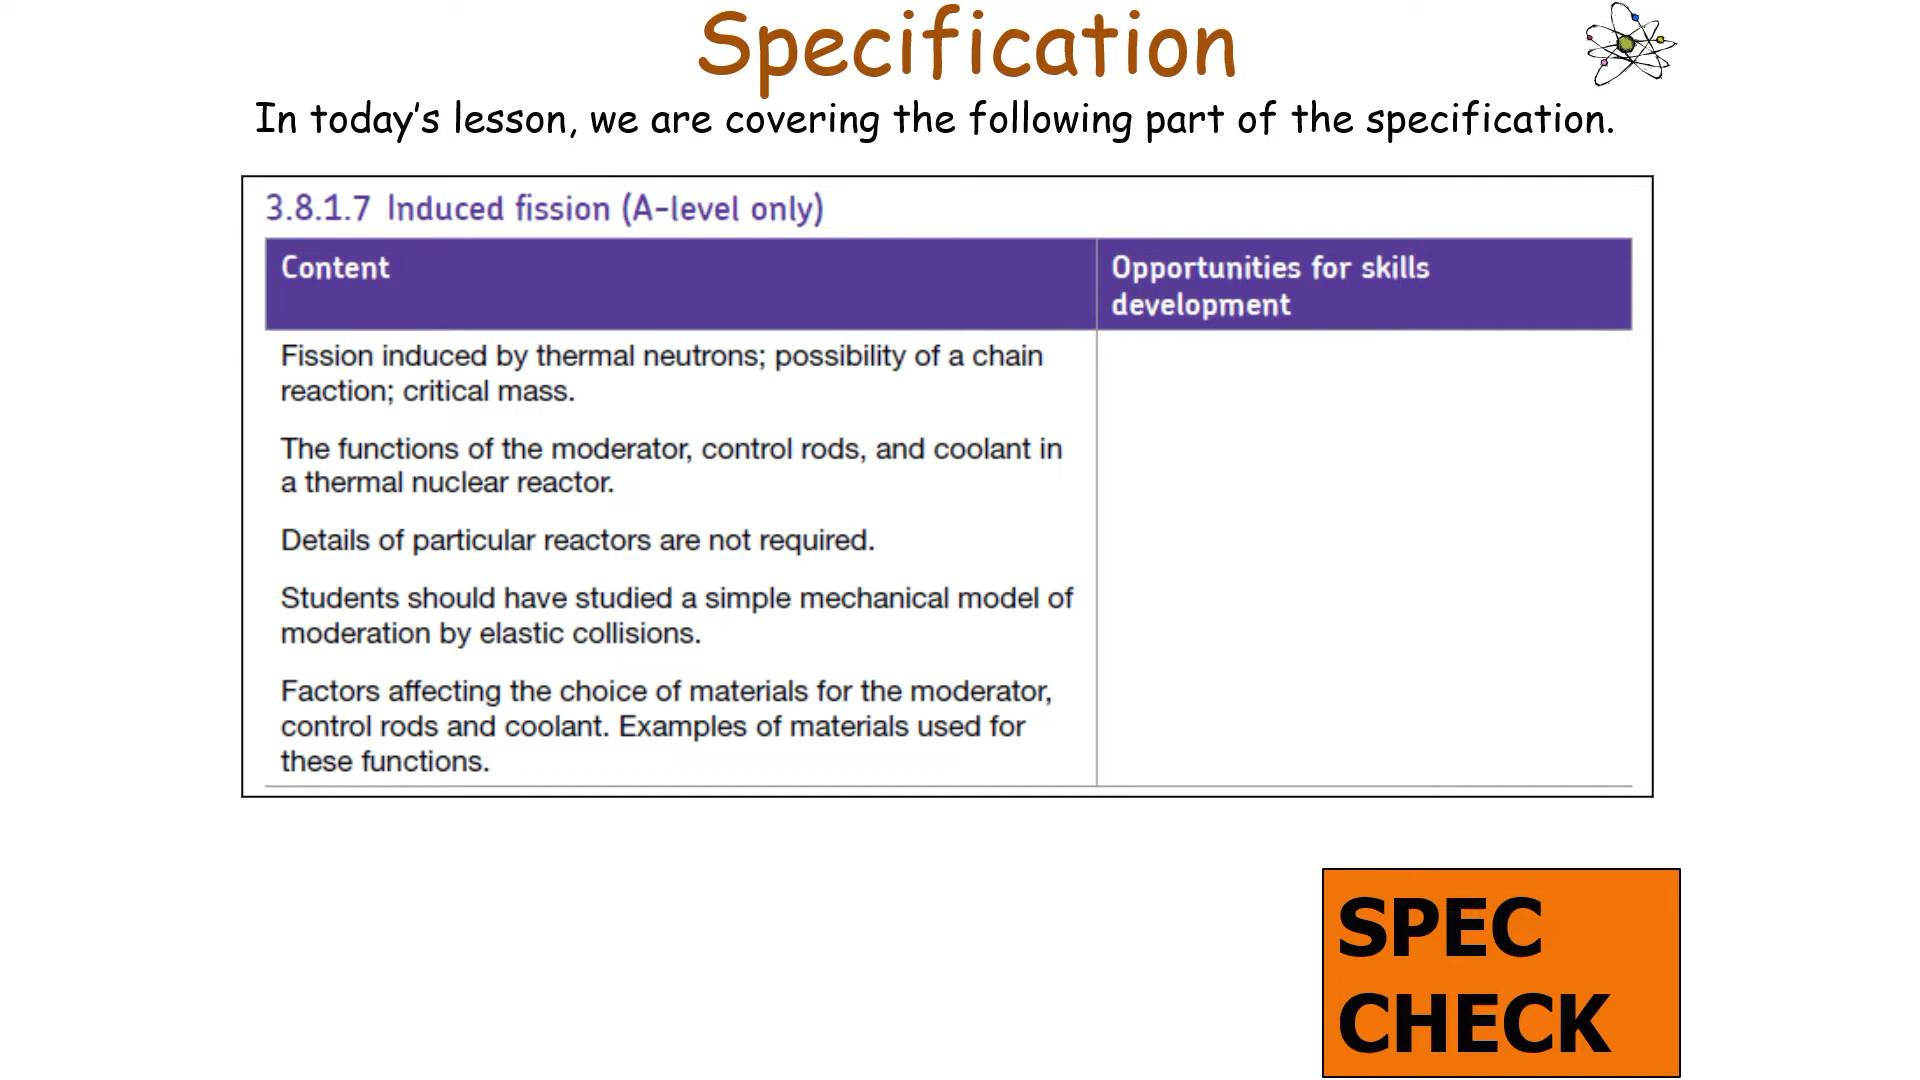 Specification
In today's lesson, we are covering the following part of the specification.
3.8.1.7 Induced fission (A-level only)
Content
Opportunities for skills
development
Fission induced by thermal neutrons; possibility of a chain
reaction; critical mass.
The functions of the moderator, control rods, and coolant in
a thermal nuclear reactor.
Details of particular reactors are not required.
Students should have studied a simple mechanical model of
moderation by elastic collisions.
Factors affecting the choice of materials for the moderator,
control rods and coolant. Examples of materials used for
these functions.
SPEC
CHECK